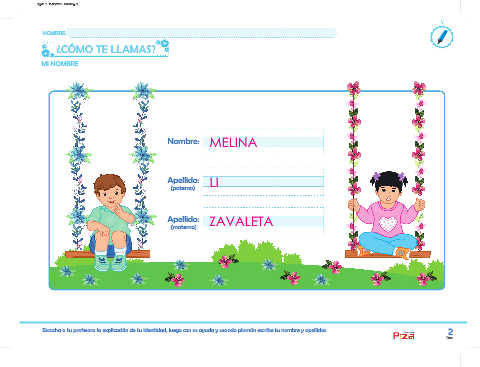 NOMBRE:
¿CÓMO TE LLAMAS?
MI NOMBRE
Nombre: MELINA
Apellido: LI
(paterno)
Apellido: ZAVALETA
(materno)
Escucha a tu profesora la explicación de tu identidad, luego con su ayuda y usando plumón escribe tu nombre y apellidos.
Pizá
2